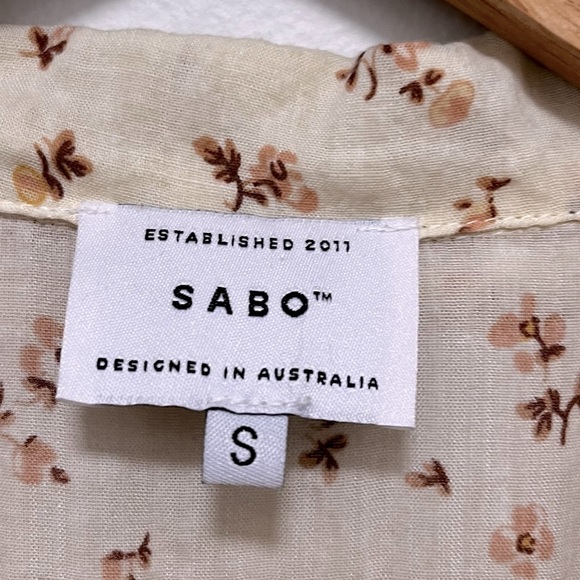 ESTABLISHED 2011
SABO™
DESIGNED IN AUSTRALIA
S